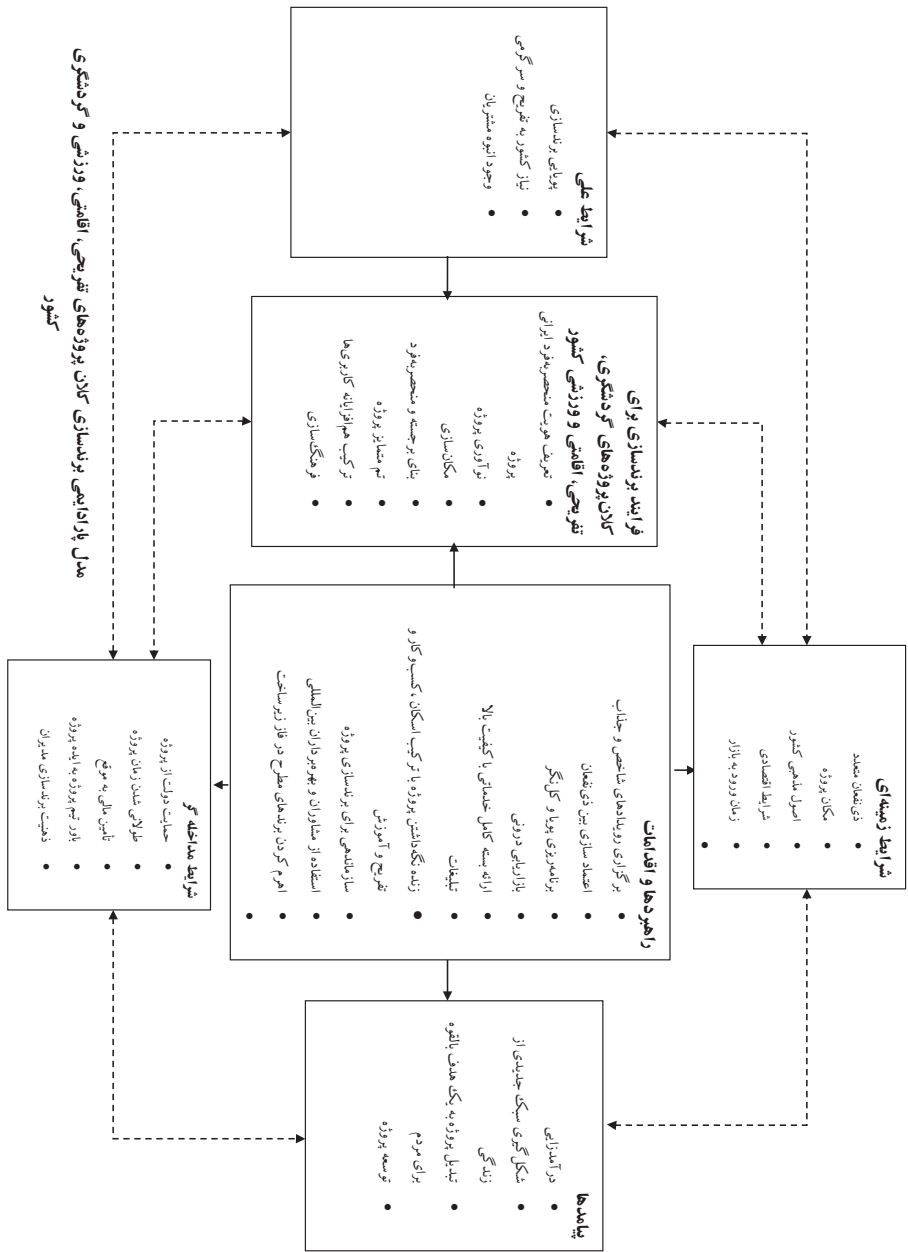 شرایط علی
• پویایی برندسازی
• نیاز کشور به تفریح و سرگرمی
• وجود انبوه مشتریان
فرایند برندسازی برای
کلان‌پروژه‌های گردشگری،
تفریحی، اقامتی و ورزشی کشور
• تعریف هویت منحصربه‌فرد ایرانی
پروژه
• نوآوری پروژه
• مکان‌سازی
• بنای برجسته و منحصربه‌فرد
• تم متمایز پروژه
• ترکیب هم‌افزایانه کاربری‌ها
• فرهنگ‌سازی
شرایط زمینه‌ای
• ذی‌نفعان متعدد
• مکان پروژه
• اصول مذهبی کشور
• شرایط اقتصادی
• زمان ورود به بازار
•
راهبردها و اقدامات
• برگزاری رویدادهای شاخص و جذاب
• اعتماد سازی بین ذی‌نفعان
• برنامه‌ریزی پویا و کل‌نگر
• بازاریابی درونی
• ارائه بسته کامل خدماتی با کیفیت بالا
• تبلیغات
• زنده نگه‌داشتن پروژه با ترکیب اسکان، کسب‌و کار و
تفریح و آموزش
• سازماندهی برای برندسازی پروژه
• استفاده از مشاوران و بهره‌برداران بین‌المللی
• اهرم کردن برندهای مطرح در فاز زیرساخت
•
شرایط مداخله گر
• حمایت دولت از پروژه
• طولانی شدن زمان پروژه
• تأمین مالی به موقع
• باور تیم پروژه به ایده پروژه
• ذهنیت برندسازی مدیران
پیامدها
• درآمدزایی
• شکل گیری سبک جدیدی از
زندگی
• تبدیل پروژه به یک هدف بالقوه
برای مردم
• توسعه پروژه
مدل پارادایمی برندسازی کلان پروژه‌های تفریحی، اقامتی، ورزشی و گردشگری
کشور